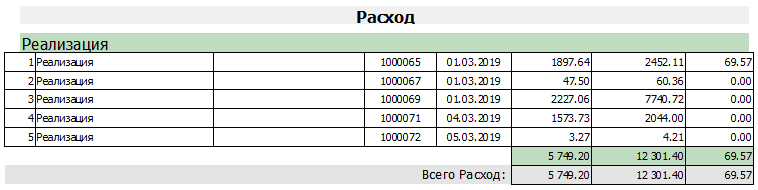 Расход
Реализация
1 Реализация 1000065 01.03.2019 1897.64 2452.11 69.57
2 Реализация 1000067 01.03.2019 47.50 60.36 0.00
3 Реализация 1000069 01.03.2019 2227.06 7740.72 0.00
4 Реализация 1000071 04.03.2019 1573.73 2044.00 0.00
5 Реализация 1000072 05.03.2019 3.27 4.21 0.00
5 749.20 12 301.40 69.57
Всего Расход: 5 749.20 12 301.40 69.57